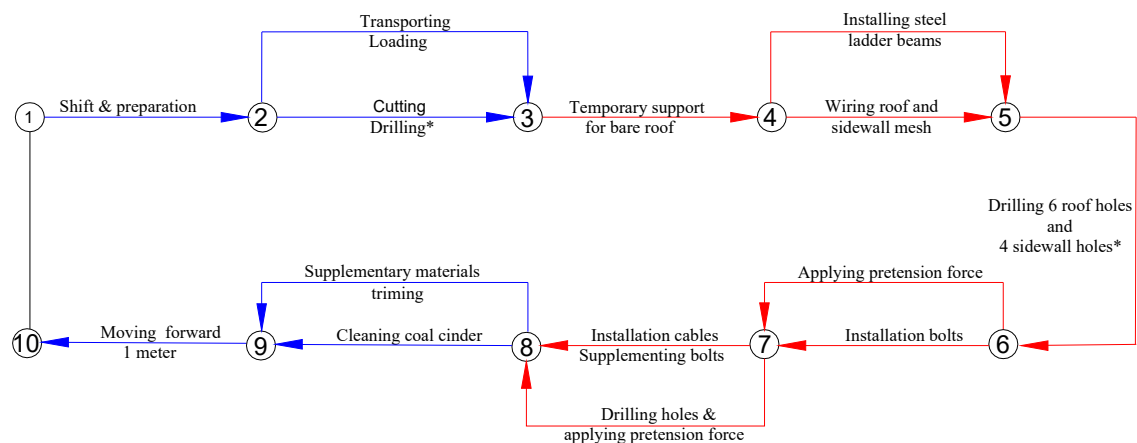 Transporting
Loading
Installing steel
ladder beams
1
Shift & preparation
2
Cutting
Drilling*
3
Temporary support
for bare roof
4
Wiring roof and
sidewall mesh
5
Drilling 6 roof holes
and
4 sidewall holes*
Supplementary materials
triming
Applying pretension force
10
Moving forward
1 meter
9
Cleaning coal cinder
8
Installation cables
Supplementing bolts
7
Installation bolts
6
Drilling holes &
applying pretension force